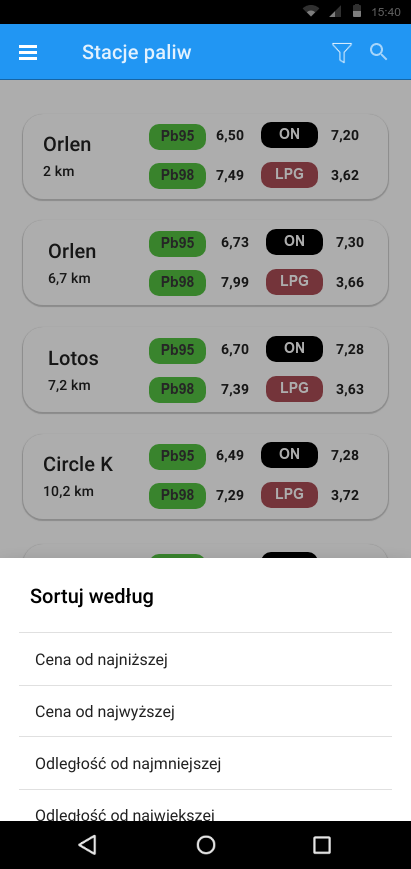 15:40
Stacje paliw
Orlen Pb95 6,50 ON 7,20
2 km Pb98 7,49 LPG 3,62
Orlen Pb95 6,73 ON 7,30
6,7 km Pb98 7,99 LPG 3,66
Lotos Pb95 6,70 ON 7,28
7,2 km Pb98 7,39 LPG 3,63
Circle K Pb95 6,49 ON 7,28
10,2 km Pb98 7,29 LPG 3,72
Sortuj według
Cena od najniższej
Cena od najwyższej
Odległość od najmniejszej
Odległość od największej